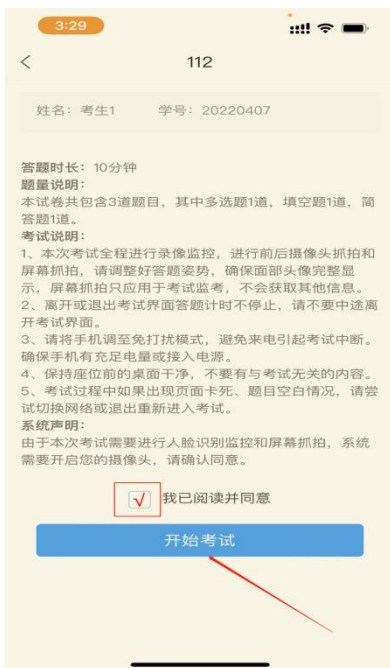 3:29
112
姓名：考生1 学号：20220407
答题时长：10分钟
题量说明：
本试卷共包含3道题目，其中多选题1道，填空题1道，简
答题1道。
考试说明：
1、本次考试全程进行录像监控，进行前后摄像头抓拍和
屏幕抓拍，请调整好答题姿势，确保面部头像完整显
示，屏幕抓拍只应用于考试监考，不会获取其他信息。
2、离开或退出考试界面答题计时不停止，请不要中途离
开考试界面。
3、请将手机调至免打扰模式，避免来电引起考试中断。
确保手机有充足电量或接入电源。
4、保持座位前的桌面干净，不要有与考试无关的内容。
5、考试过程中如果出现页面卡死、题目空白情况，请尝
试切换网络或退出重新进入考试。
系统声明：
由于本次考试需要进行人脸识别监控和屏幕抓拍，系统
需要开启您的摄像头，请确认同意。
我已阅读并同意
开始考试